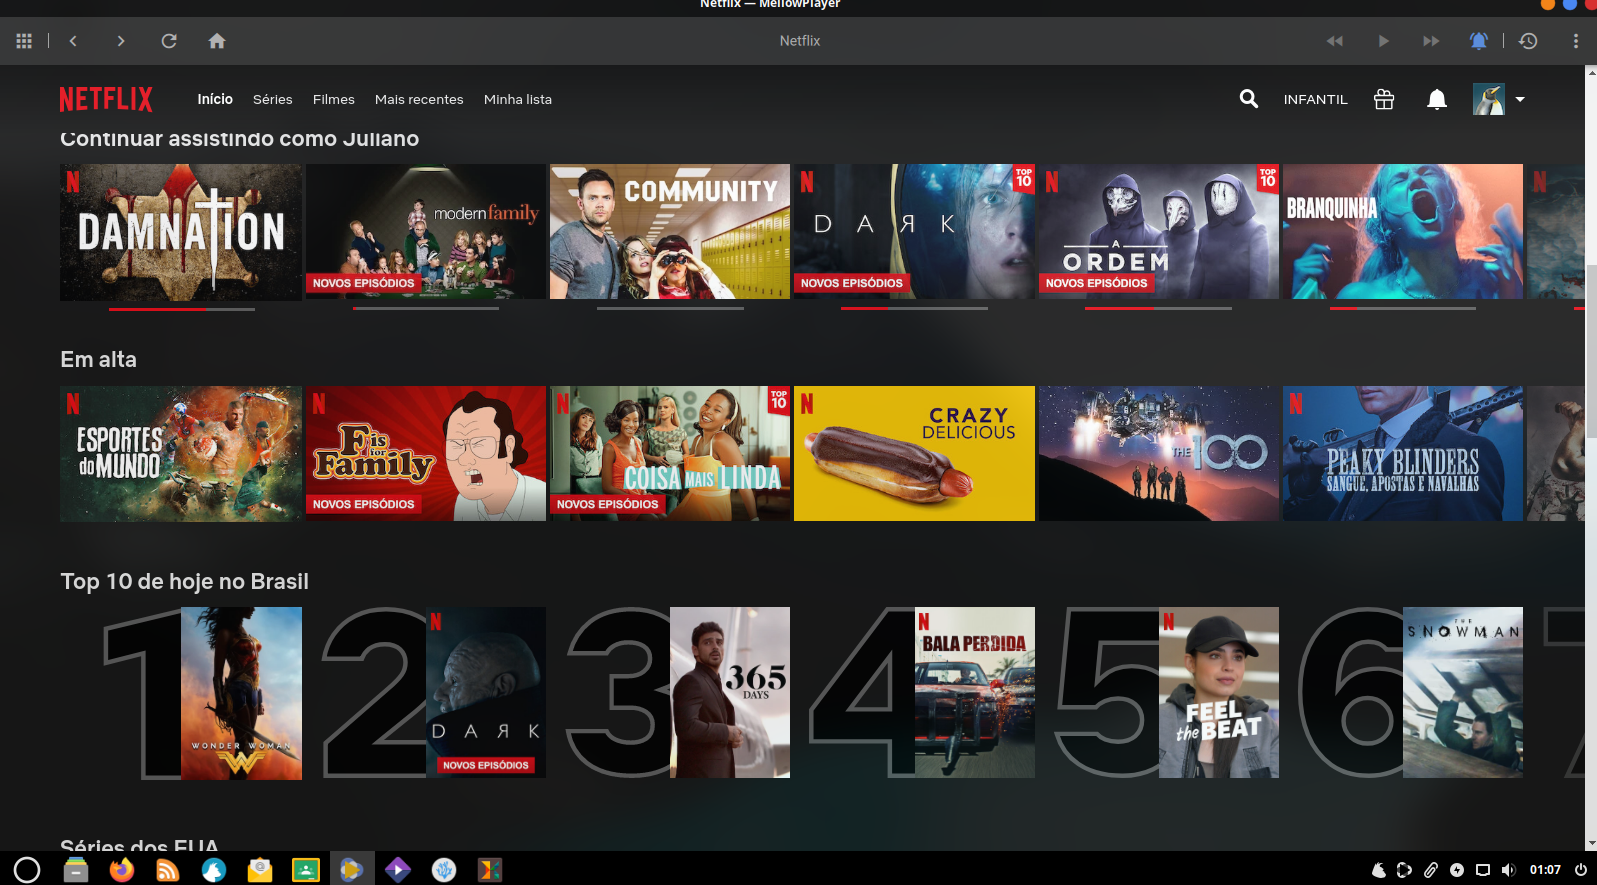 Netflix — MellowPlayer
Netflix
NETFLIX
Início
Séries
Filmes
Mais recentes
Minha lista
INFANTIL
Continuar assistindo como Juliano
N
DAMNATION
modern family
NOVOS EPISÓDIOS
COMMUNITY
N
TOP
10
DARK
NOVOS EPISÓDIOS
N
TOP
10
A
ORDEM
NOVOS EPISÓDIOS
BRANQUINHA
N
Em alta
N
ESPORTES
do MUNDO
N
F is
for
Family
NOVOS EPISÓDIOS
N
TOP
10
COISA MAIS LINDA
NOVOS EPISÓDIOS
N
CRAZY
DELICIOUS
THE 100
N
PEAKY BLINDERS
SANGUE, APOSTAS E NAVALHAS
Top 10 de hoje no Brasil
1
WONDER WOMAN
2
N
DARK
NOVOS EPISÓDIOS
3
365
DAYS
4
N
BALA PERDIDA
5
N
FEEL
the BEAT
6
THE
SNOWMAN
7
Séries dos EUA
01:07